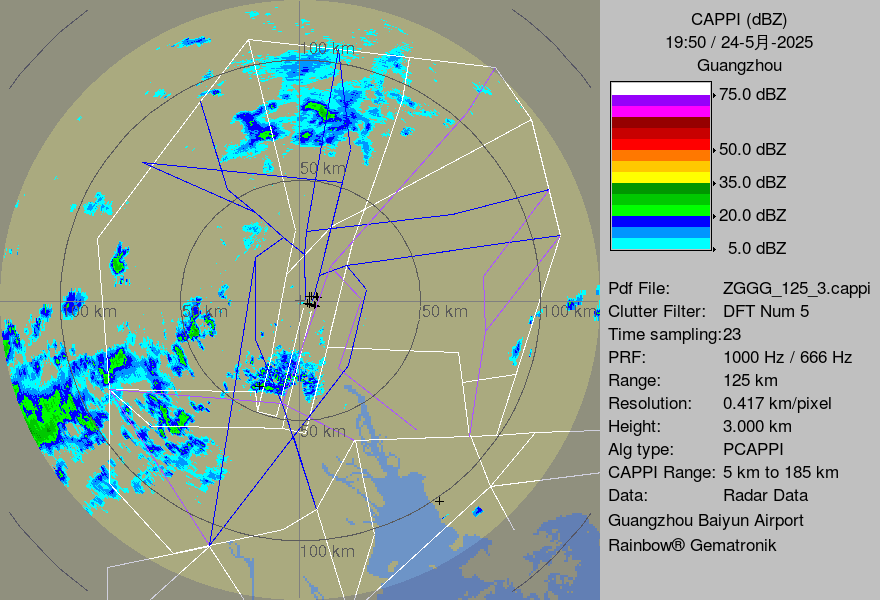 CAPPI (dBZ)
19:50 / 24-5月-2025
Guangzhou
75.0 dBZ
50.0 dBZ
35.0 dBZ
20.0 dBZ
5.0 dBZ
Pdf File: ZGGG_125_3.cappi
Clutter Filter: DFT Num 5
Time sampling:23
PRF: 1000 Hz / 666 Hz
Range: 125 km
Resolution: 0.417 km/pixel
Height: 3.000 km
Alg type: PCAPPI
CAPPI Range: 5 km to 185 km
Data: Radar Data
Guangzhou Baiyun Airport
Rainbow® Gematronik
100 km
50 km
100 km
50 km
50 km
100 km
50 km
100 km